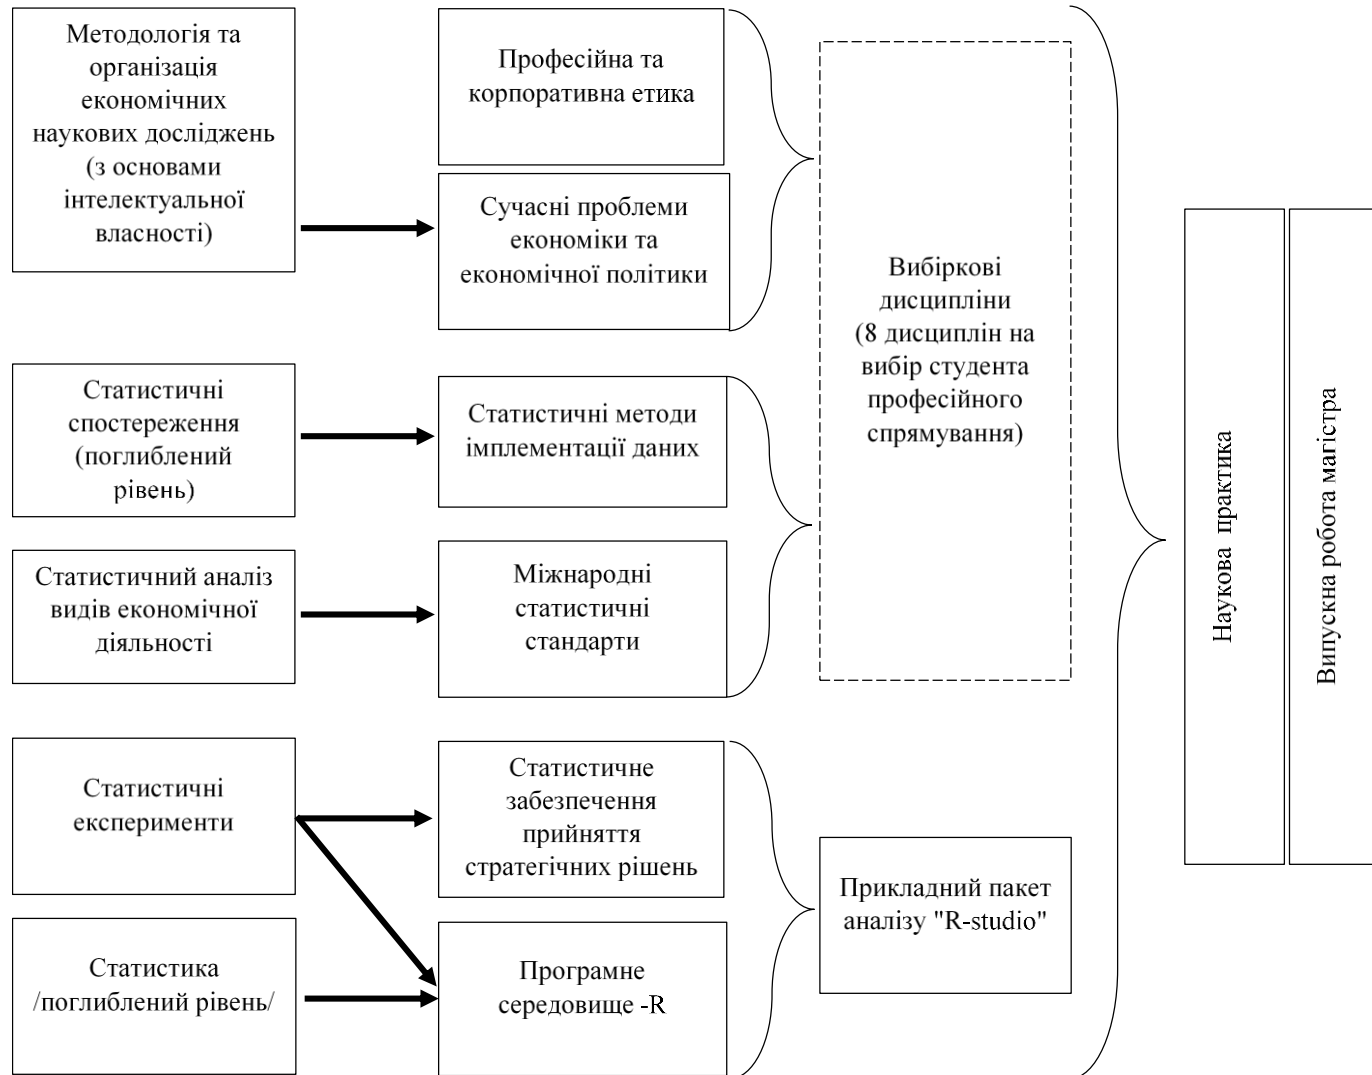 Методологія та
організація
економічних
наукових досліджень
(з основами
інтелектуальної
власності)
Професійна та
корпоративна етика
Сучасні проблеми
економіки та
економічної політики
Статистичні
спостереження
(поглиблений
рівень)
Статистичні методи
імплементації даних
Статистичний аналіз
видів економічної
діяльності
Міжнародні
статистичні
стандарти
Вибіркові
дисципліни
(8 дисциплін на
вибір студента
професійного
спрямування)
Статистичні
експерименти
Статистичне
забезпечення
прийняття
стратегічних рішень
Статистика
/поглиблений рівень/
Програмне
середовище -R
Прикладний пакет
аналізу "R-studio"
Наукова практика
Випускна робота магістра